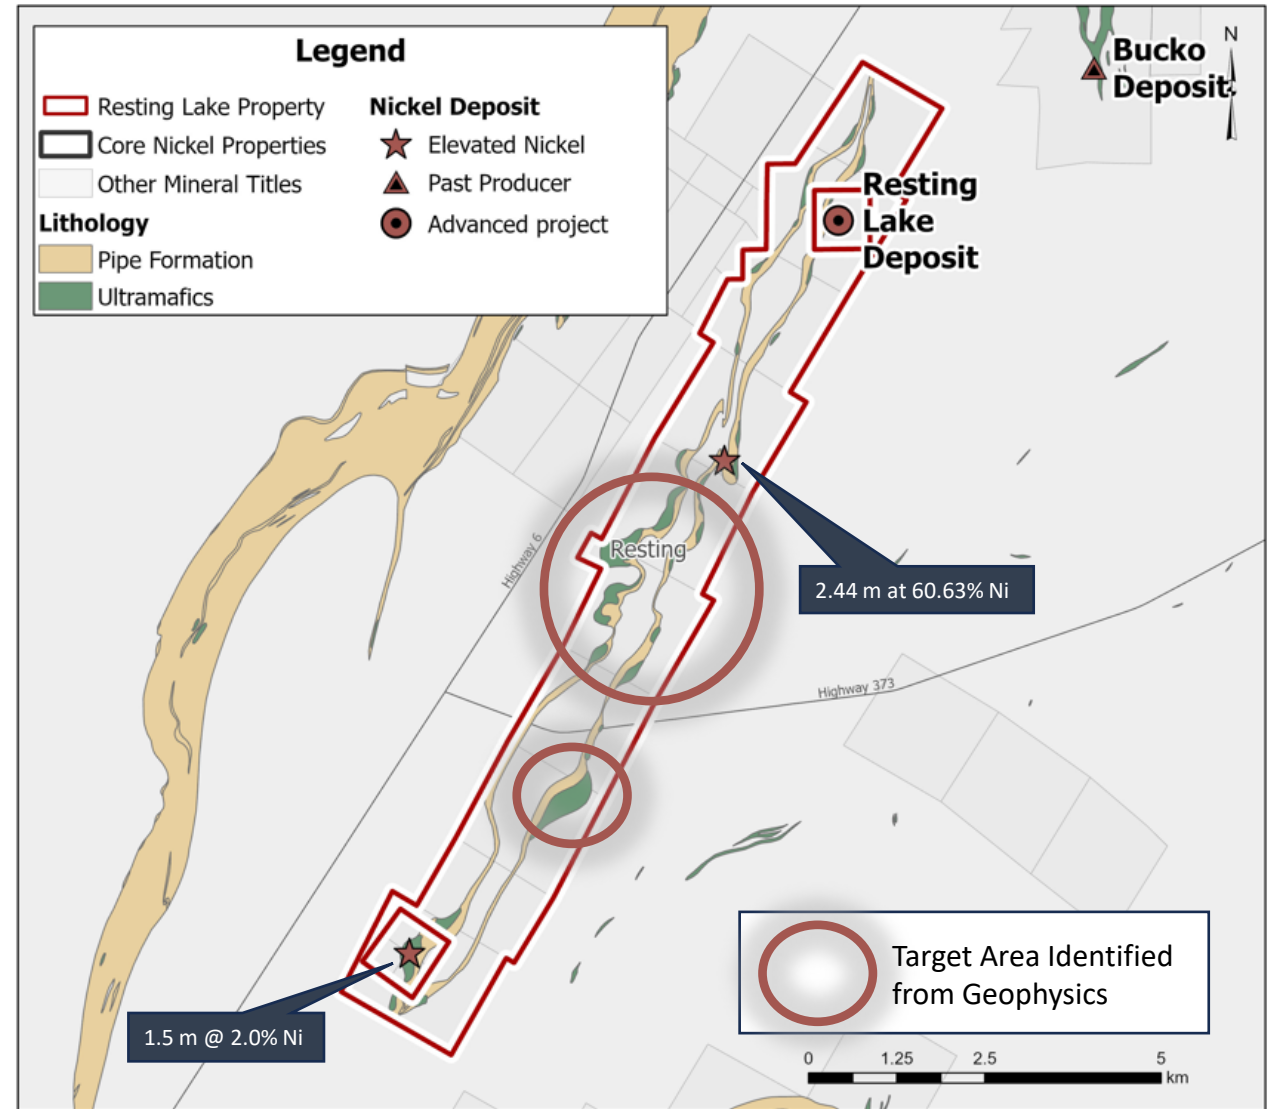 Legend
Resting Lake Property
Core Nickel Properties
Other Mineral Titles
Lithology
Pipe Formation
Ultramafics
Nickel Deposit
Elevated Nickel
Past Producer
Advanced project
Bucko
Deposit
N
Resting
Lake
Deposit
Resting
Highway 6
2.44 m at 60.63% Ni
Highway 373
1.5 m @ 2.0% Ni
Target Area Identified
from Geophysics
0 1.25 2.5 5
km